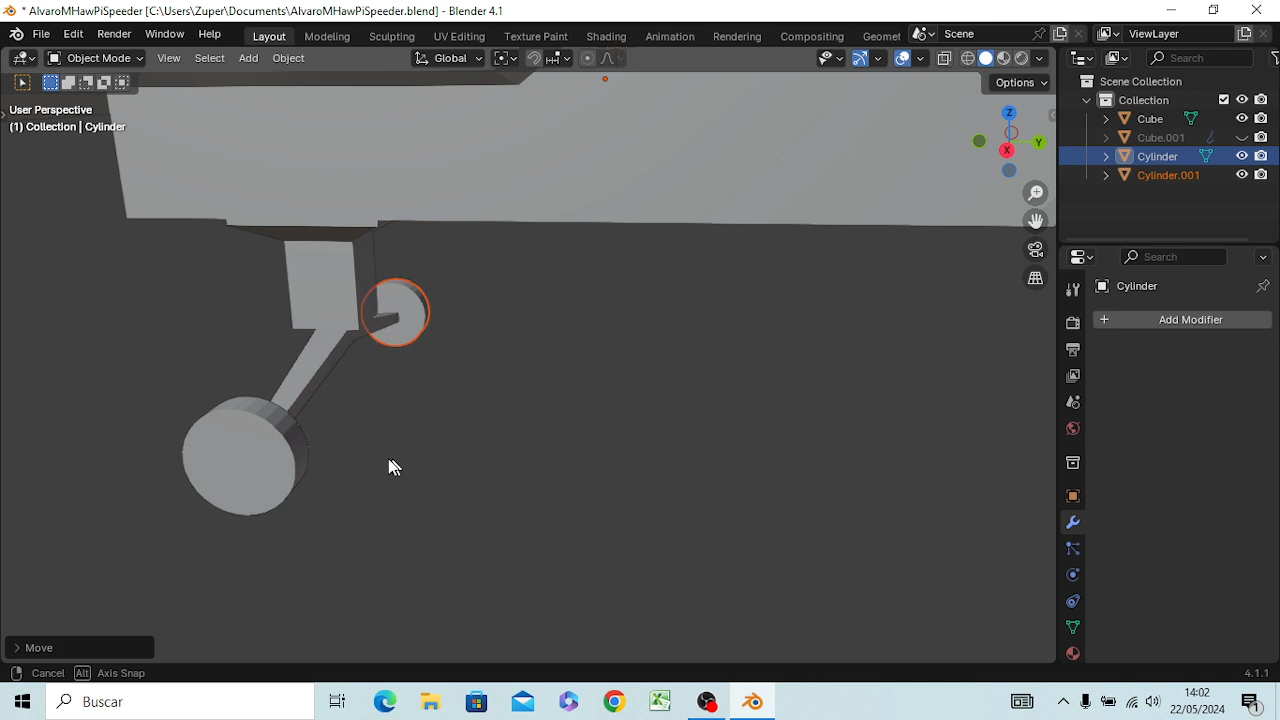 * AlvaroMHawPiSpeeder [C:\Users\Zuper\Documents\AlvaroMHawPiSpeeder.blend] - Blender 4.1
File Edit Render Window Help Layout Modeling Sculpting UV Editing Texture Paint Shading Animation Rendering Compositing Geomet Scene ViewLayer
Object Mode View Select Add Object Global Search
Options
Scene Collection
User Perspective
(1) Collection | Cylinder
Collection
Cube
Cube.001
Cylinder
Cylinder.001
Z
Y
X
Search
Cylinder
+ Add Modifier
> Move
Cancel Alt Axis Snap 4.1.1
Buscar
14:02
22/05/2024
1